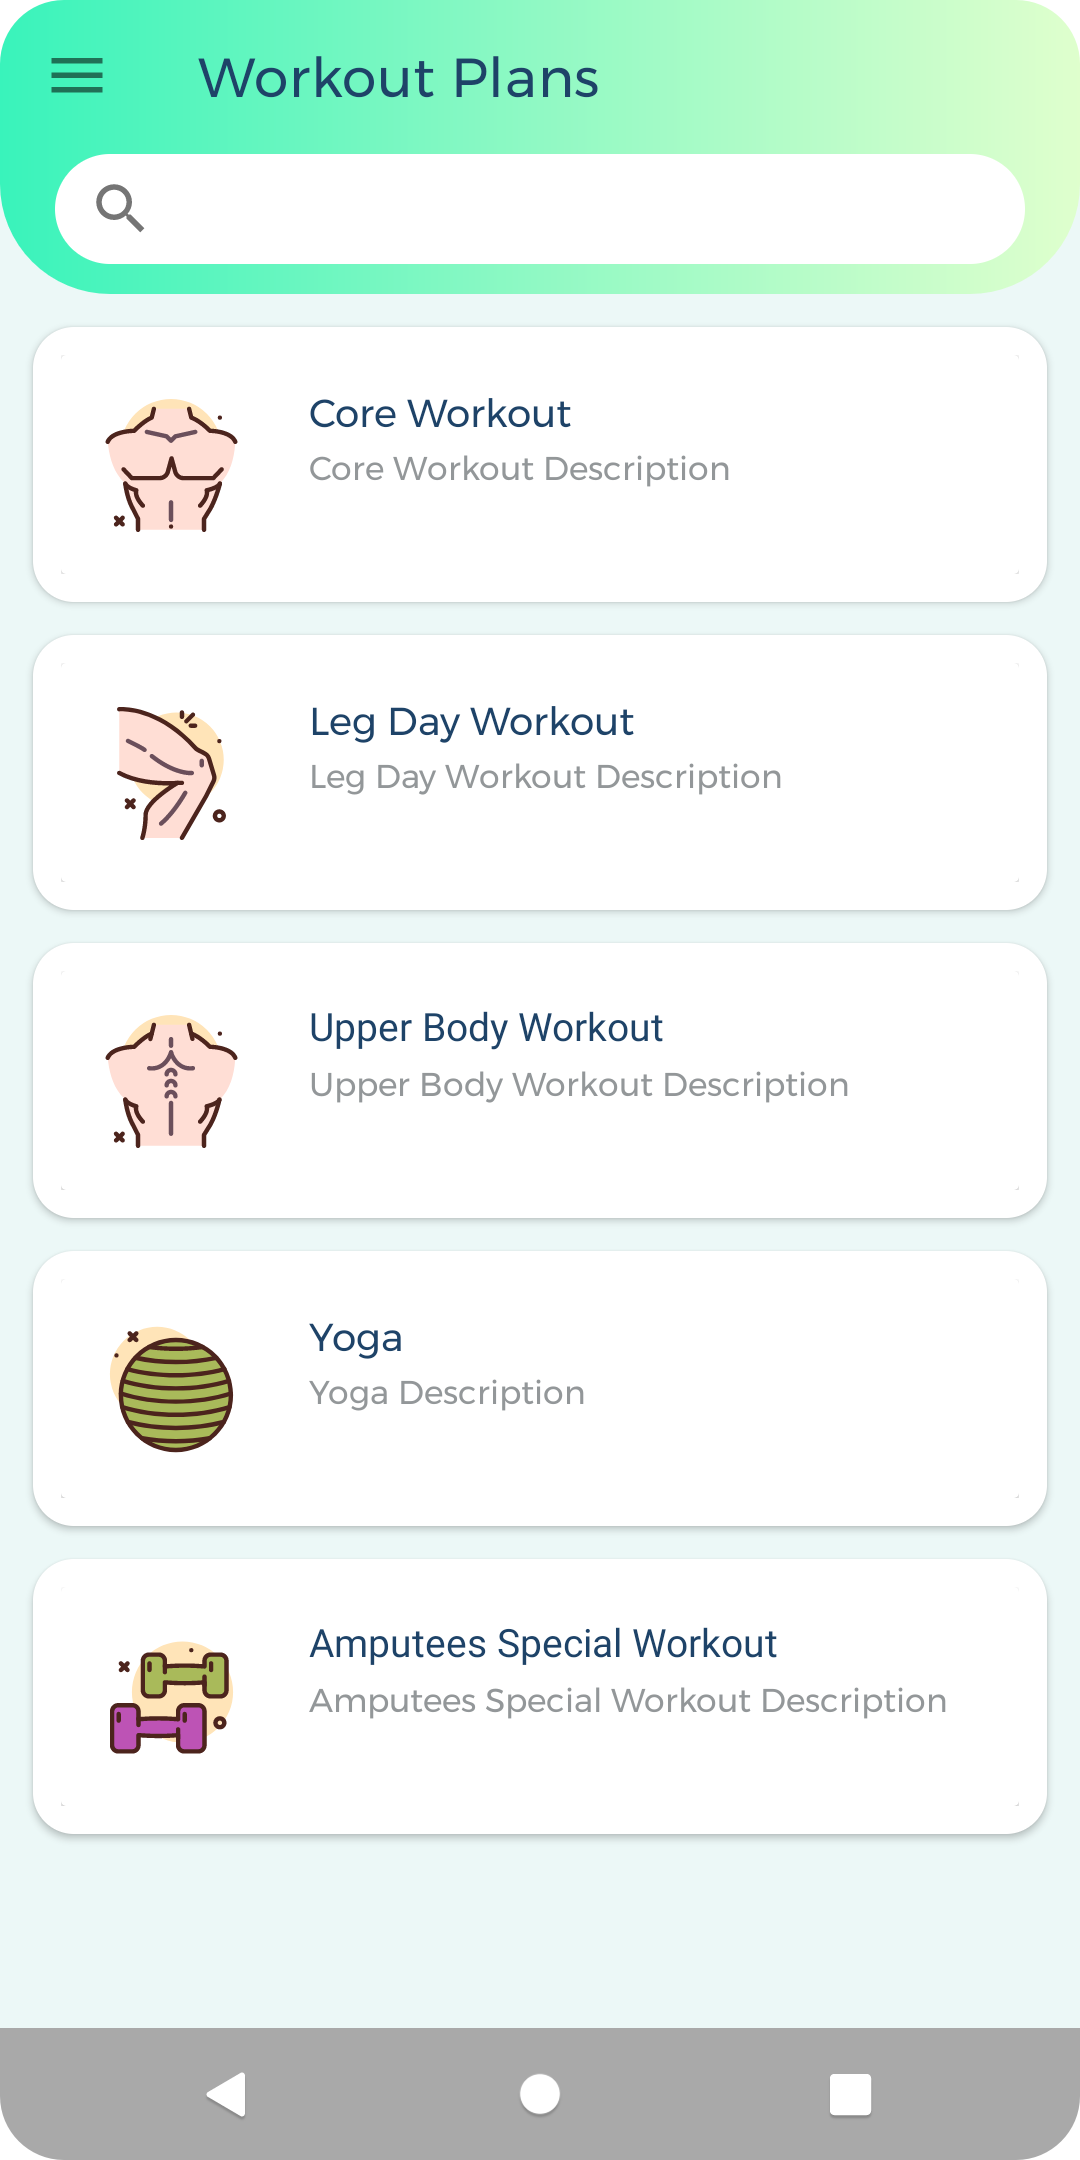 Workout Plans
Core Workout
Core Workout Description
Leg Day Workout
Leg Day Workout Description
Upper Body Workout
Upper Body Workout Description
Yoga
Yoga Description
Amputees Special Workout
Amputees Special Workout Description